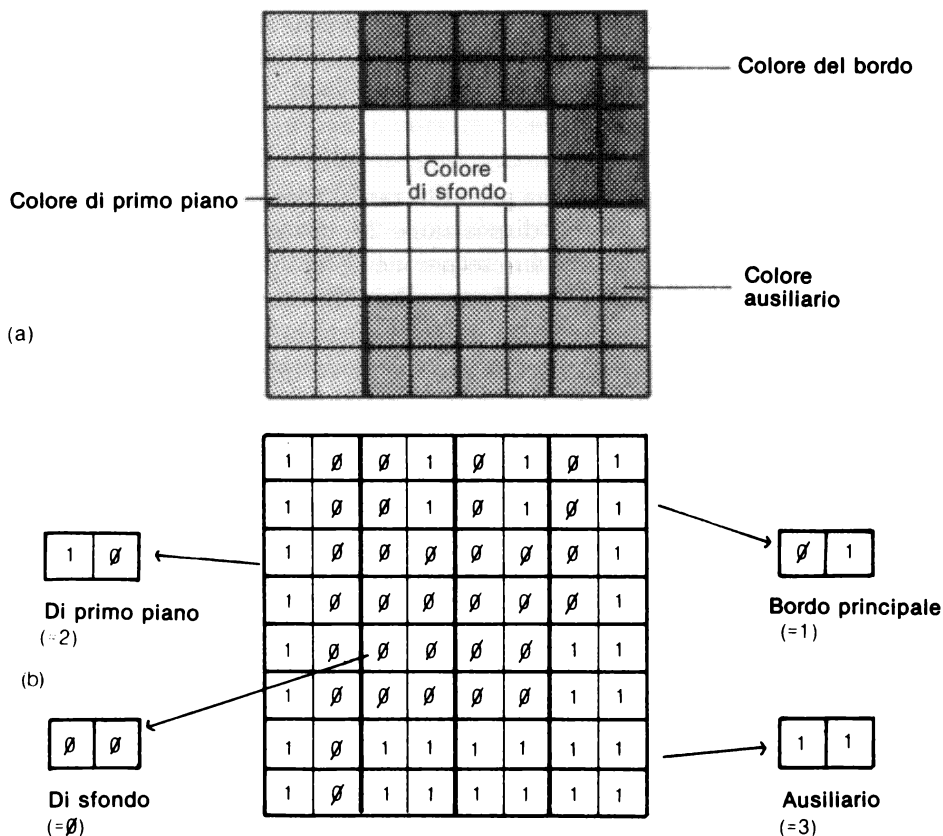 Colore del bordo
Colore
di sfondo
Colore di primo piano
Colore
ausiliario
(a)
1 Ø Ø 1 Ø 1 Ø 1
1 Ø Ø 1 Ø 1 Ø 1
1 Ø Ø Ø Ø Ø Ø 1
1 Ø Ø Ø Ø Ø Ø 1
1 Ø Ø Ø Ø Ø 1 1
1 Ø Ø Ø Ø Ø 1 1
1 Ø 1 1 1 1 1 1
1 Ø 1 1 1 1 1 1
1 Ø
Di primo piano
(=2)
Ø 1
Bordo principale
(=1)
(b)
Ø Ø
Di sfondo
(=Ø)
1 1
Ausiliario
(=3)